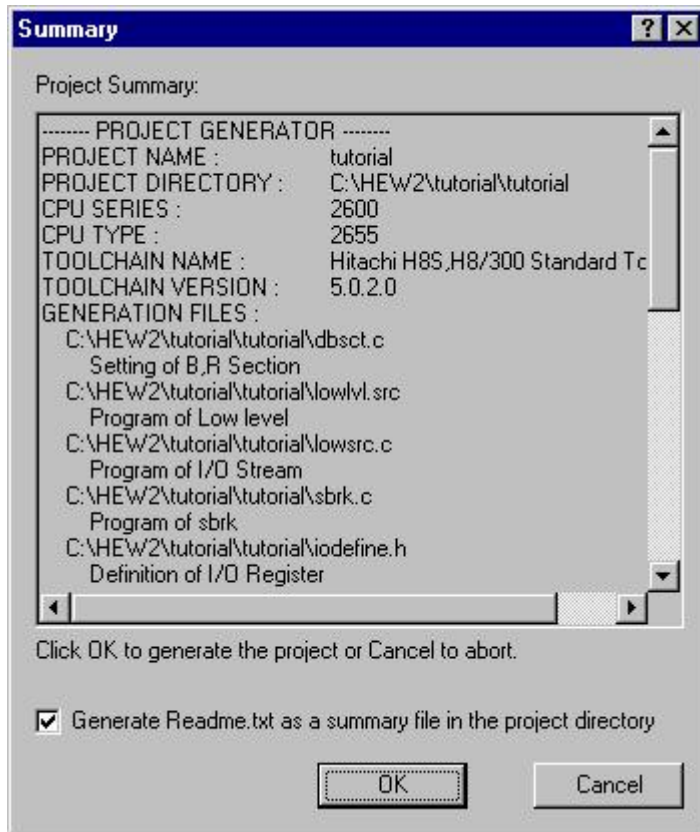 Summary
Project Summary:
-------- PROJECT GENERATOR --------
PROJECT NAME : tutorial
PROJECT DIRECTORY : C:\HEW2\tutorial\tutorial
CPU SERIES : 2600
CPU TYPE : 2655
TOOLCHAIN NAME : Hitachi H8S,H8/300 Standard Tc
TOOLCHAIN VERSION : 5.0.2.0
GENERATION FILES :
C:\HEW2\tutorial\tutorial\dbsct.c
Setting of B,R Section
C:\HEW2\tutorial\tutorial\lowlvl.src
Program of Low level
C:\HEW2\tutorial\tutorial\lowsrc.c
Program of I/O Stream
C:\HEW2\tutorial\tutorial\sbrk.c
Program of sbrk
C:\HEW2\tutorial\tutorial\iodefine.h
Definition of I/O Register
Click OK to generate the project or Cancel to abort.
Generate Readme.txt as a summary file in the project directory
OK Cancel